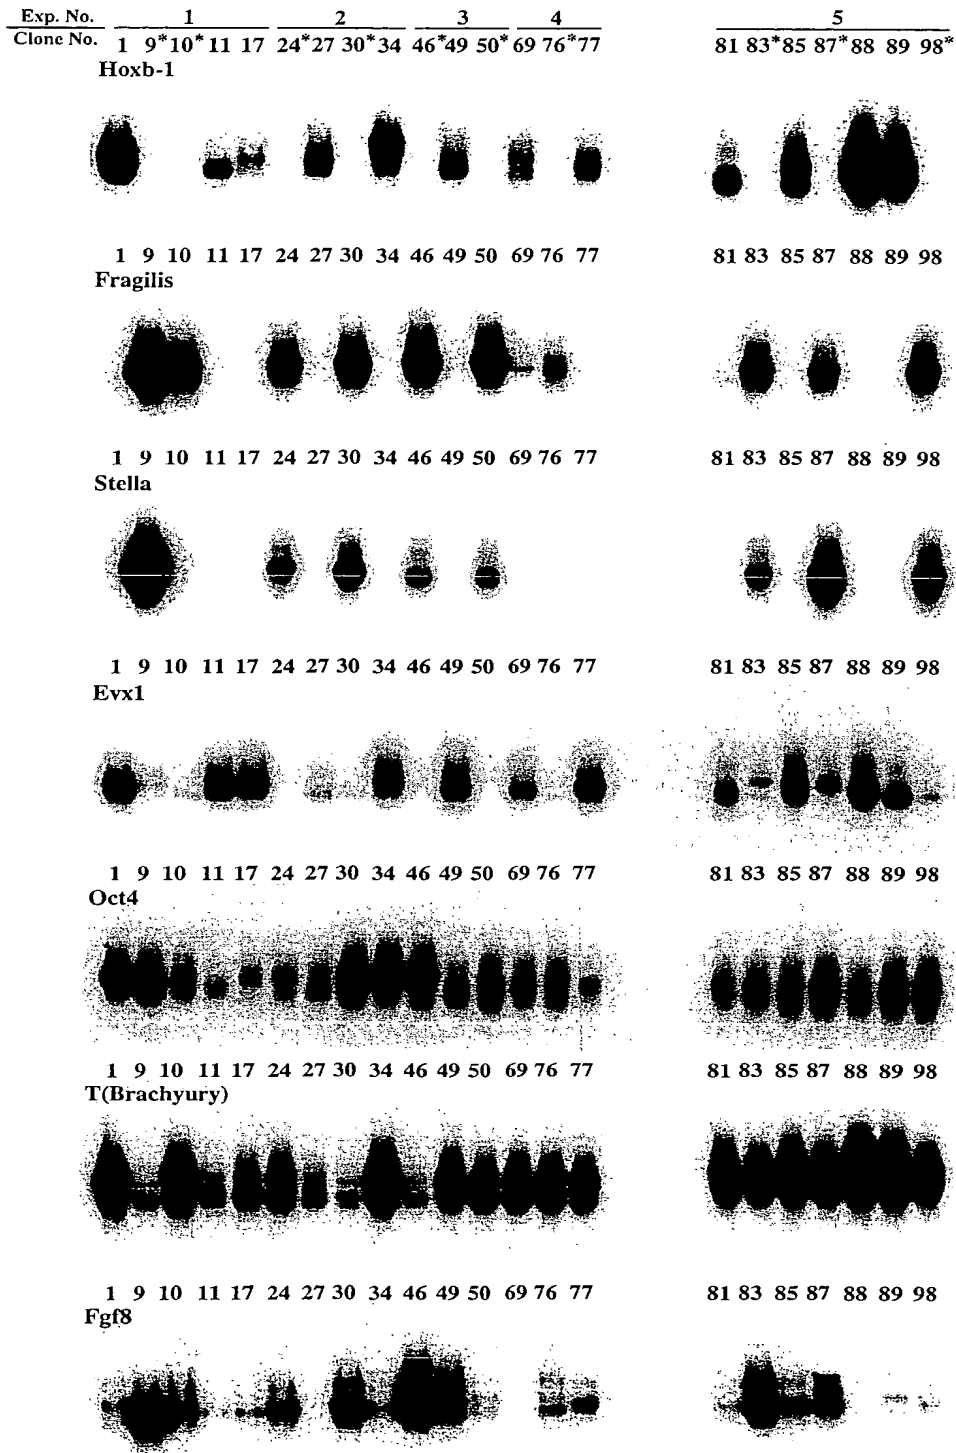 Exp. No. 1 2 3 4 5
Clone No. 1 9* 10* 11 17 24* 27 30* 34 46* 49 50* 69 76* 77 81 83* 85 87* 88 89 98*
Hoxb-1
1 9 10 11 17 24 27 30 34 46 49 50 69 76 77 81 83 85 87 88 89 98
Fragilis
1 9 10 11 17 24 27 30 34 46 49 50 69 76 77 81 83 85 87 88 89 98
Stella
1 9 10 11 17 24 27 30 34 46 49 50 69 76 77 81 83 85 87 88 89 98
Evx1
1 9 10 11 17 24 27 30 34 46 49 50 69 76 77 81 83 85 87 88 89 98
Oct4
1 9 10 11 17 24 27 30 34 46 49 50 69 76 77 81 83 85 87 88 89 98
T(Brachyury)
1 9 10 11 17 24 27 30 34 46 49 50 69 76 77 81 83 85 87 88 89 98
Fgf8